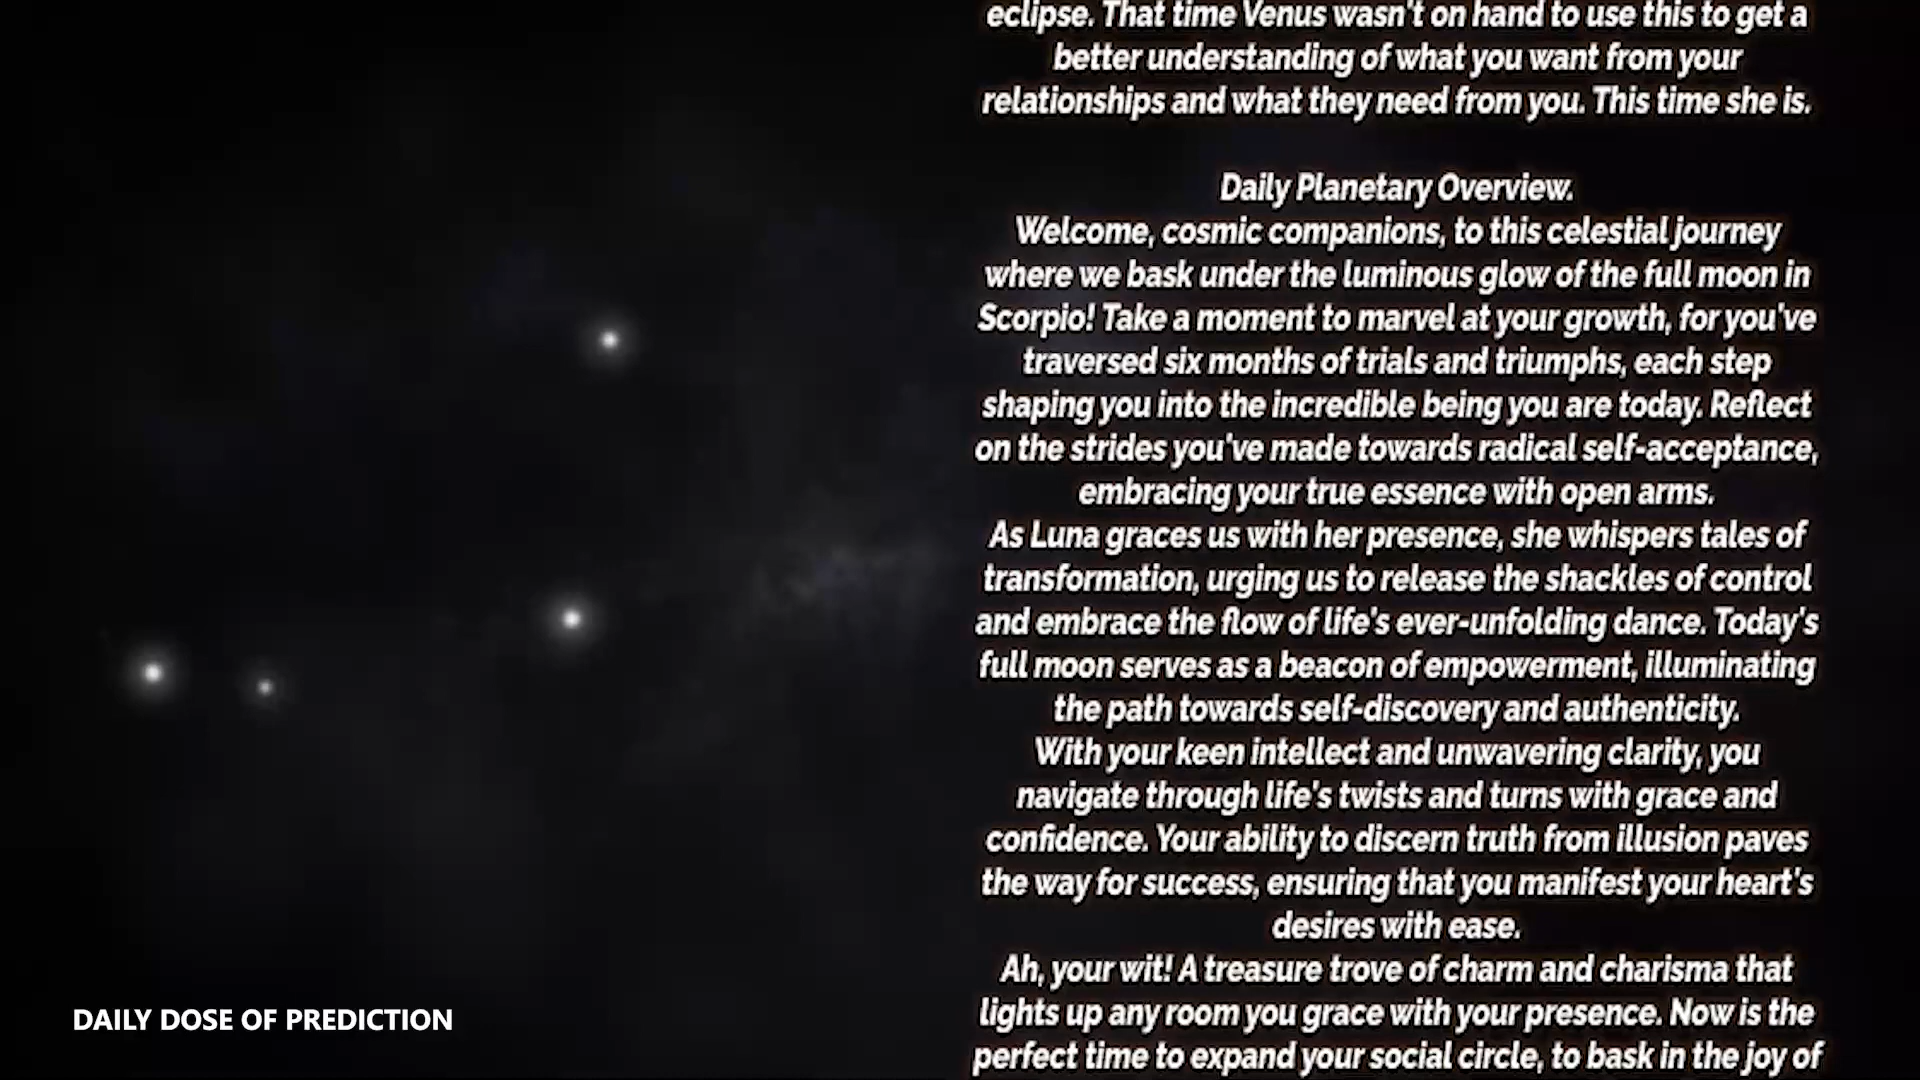 eclipse. That time Venus wasn't on hand to use this to get a
better understanding of what you want from your
relationships and what they need from you. This time she is.
Daily Planetary Overview.
Welcome, cosmic companions, to this celestial journey
where we bask under the luminous glow of the full moon in
Scorpio! Take a moment to marvel at your growth, for you've
traversed six months of trials and triumphs, each step
shaping you into the incredible being you are today. Reflect
on the strides you've made towards radical self-acceptance,
embracing your true essence with open arms.
As Luna graces us with her presence, she whispers tales of
transformation, urging us to release the shackles of control
and embrace the flow of life's ever-unfolding dance. Today's
full moon serves as a beacon of empowerment, illuminating
the path towards self-discovery and authenticity.
With your keen intellect and unwavering clarity, you
navigate through life's twists and turns with grace and
confidence. Your ability to discern truth from illusion paves
the way for success, ensuring that you manifest your heart's
desires with ease.
Ah, your wit! A treasure trove of charm and charisma that
lights up any room you grace with your presence. Now is the
perfect time to expand your social circle, to bask in the joy of
DAILY DOSE OF PREDICTION